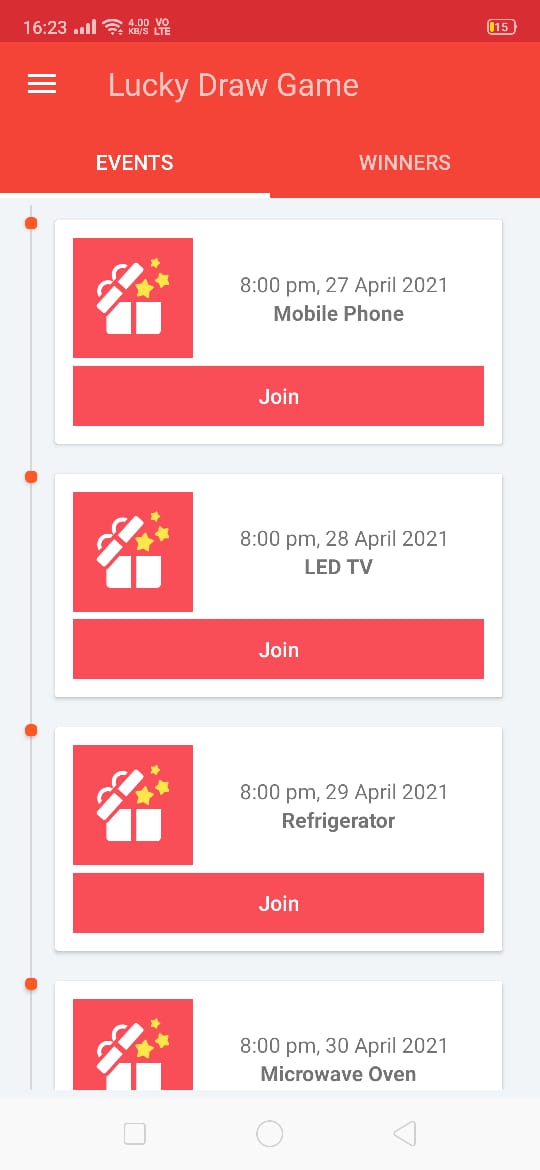 16:23 4.00 KB/S VO LTE 15
Lucky Draw Game
EVENTS WINNERS
8:00 pm, 27 April 2021
Mobile Phone
Join
8:00 pm, 28 April 2021
LED TV
Join
8:00 pm, 29 April 2021
Refrigerator
Join
8:00 pm, 30 April 2021
Microwave Oven